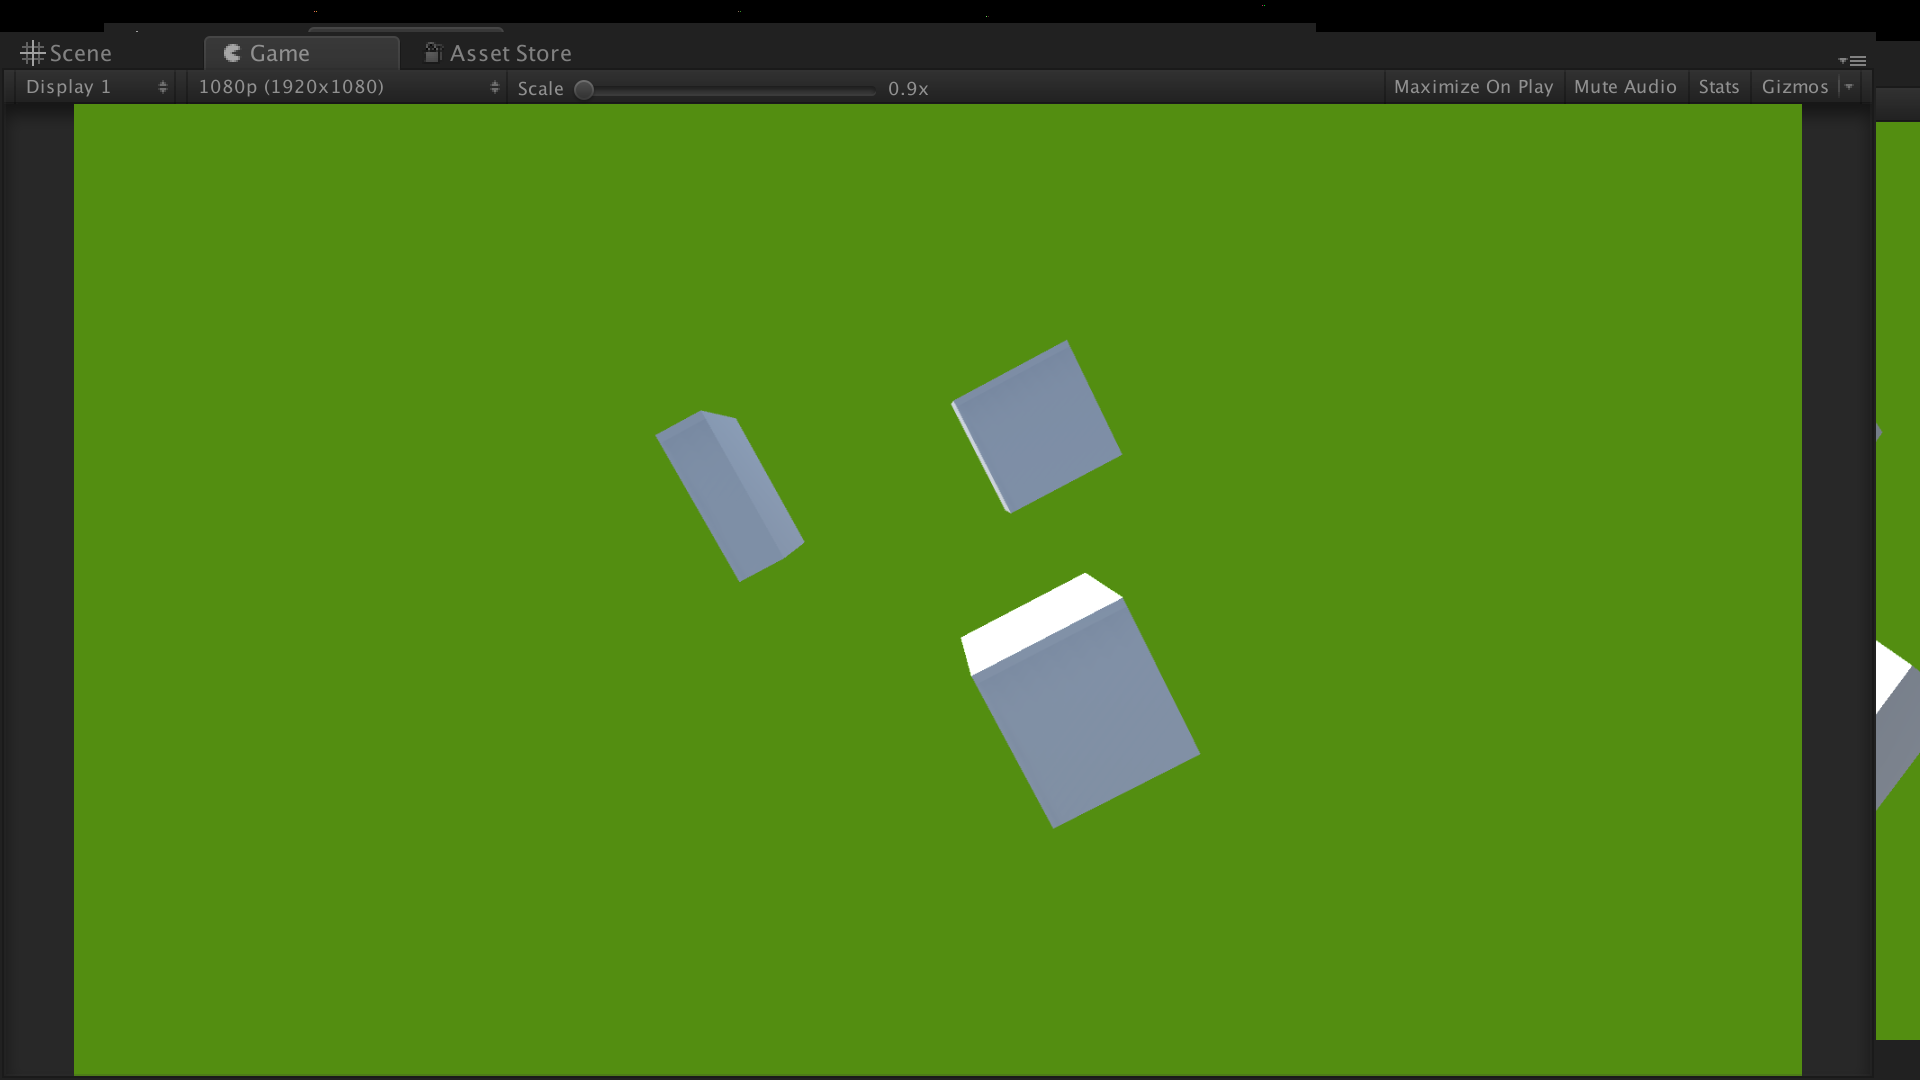 Scene Game Asset Store
Display 1 1080p (1920x1080) Scale 0.9x Maximize On Play Mute Audio Stats Gizmos